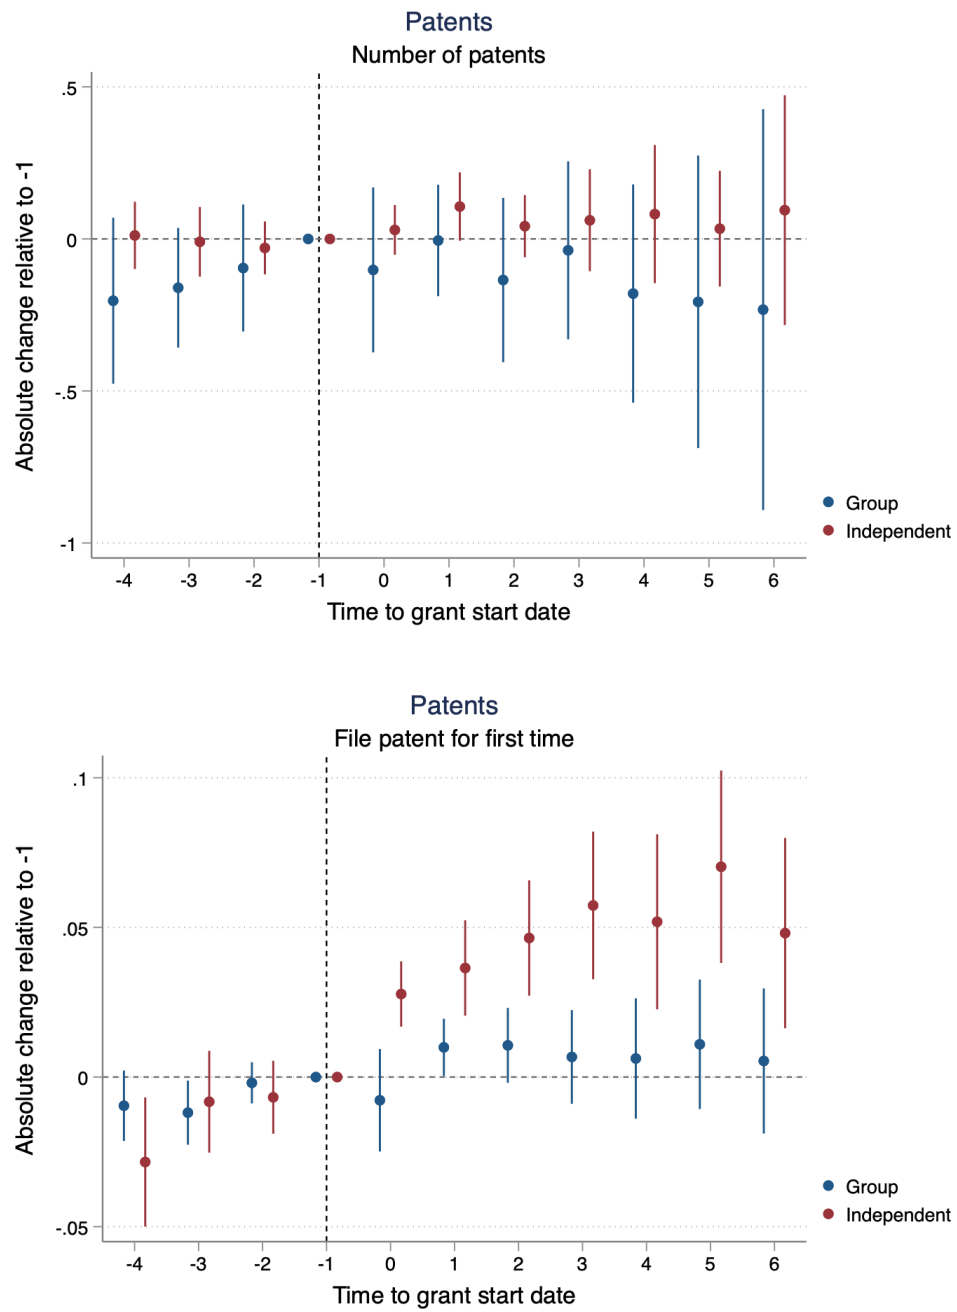 Patents
Number of patents
Absolute change relative to -1
.5
0
-.5
-1
-4 -3 -2 -1 0 1 2 3 4 5 6
Time to grant start date
Group
Independent
Patents
File patent for first time
Absolute change relative to -1
.1
.05
0
-.05
-4 -3 -2 -1 0 1 2 3 4 5 6
Time to grant start date
Group
Independent